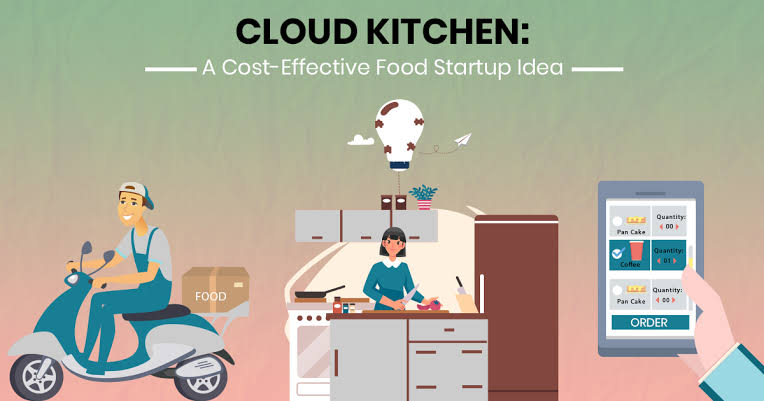 CLOUD KITCHEN:
A Cost-Effective Food Startup Idea
FOOD
Quantity:
00
Pan Cake
Quantity:
01
Coffee
Quantity:
00
Pan Cake
ORDER